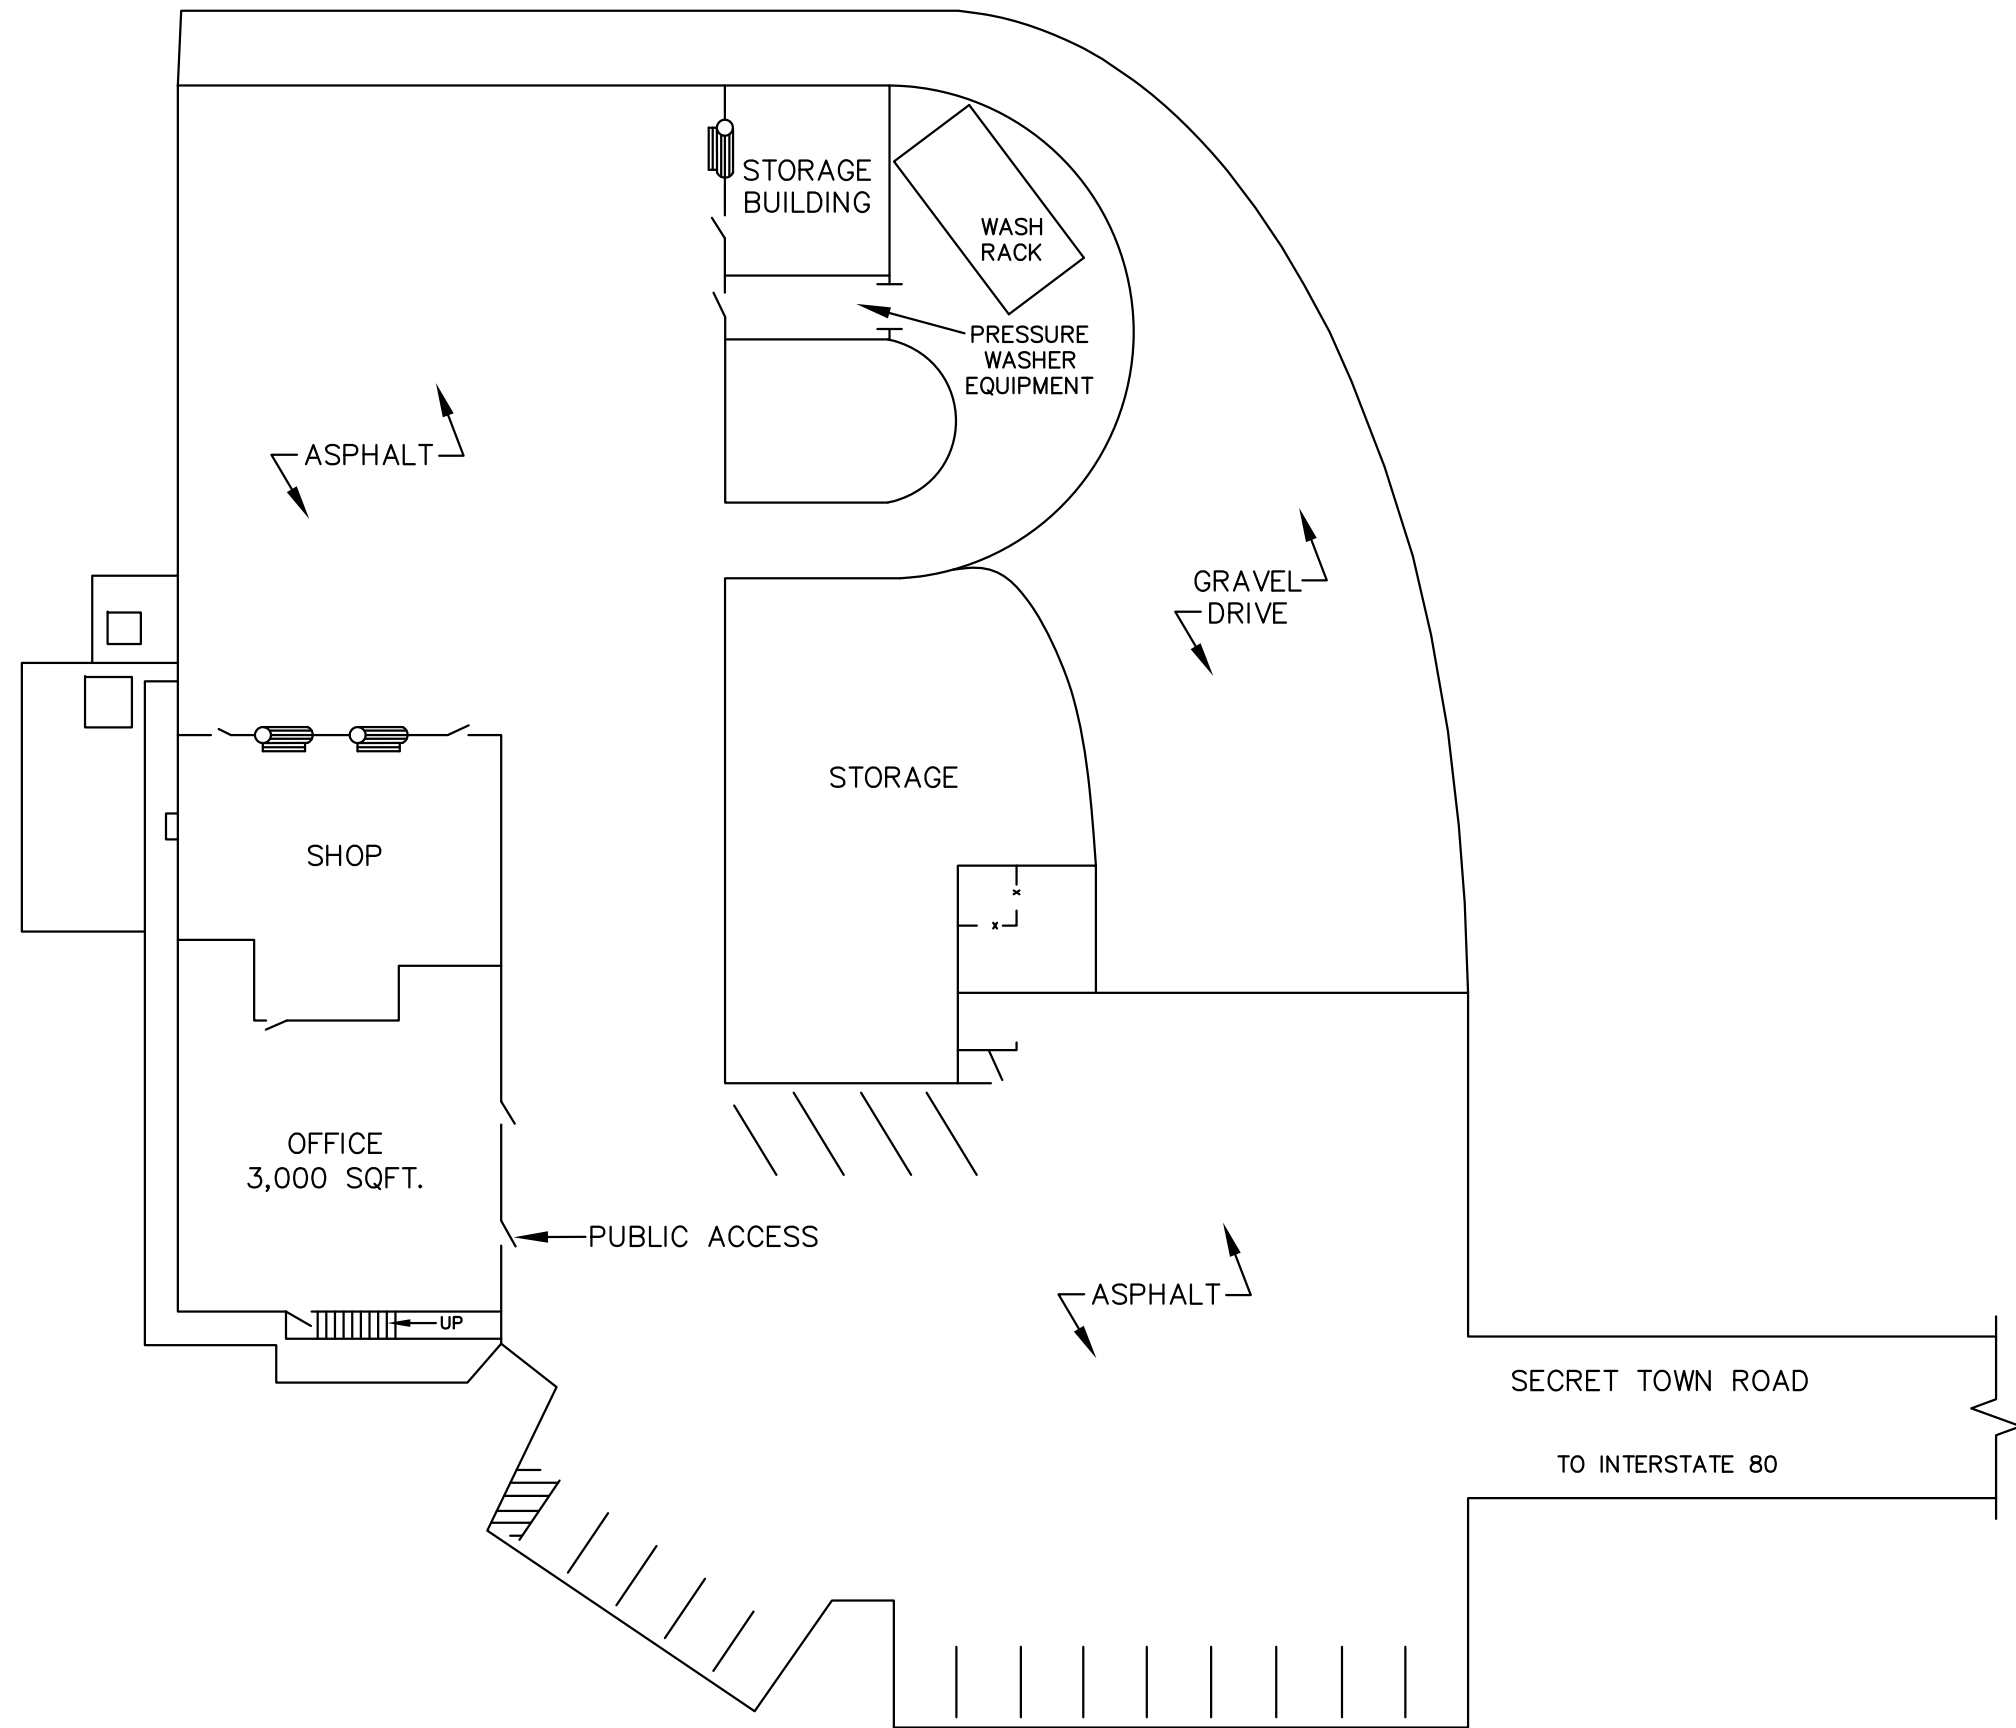 STORAGE
BUILDING
WASH
RACK
PRESSURE
WASHER
EQUIPMENT
ASPHALT
GRAVEL
DRIVE
STORAGE
SHOP
OFFICE
3,000 SQFT.
PUBLIC ACCESS
ASPHALT
UP
SECRET TOWN ROAD
TO INTERSTATE 80